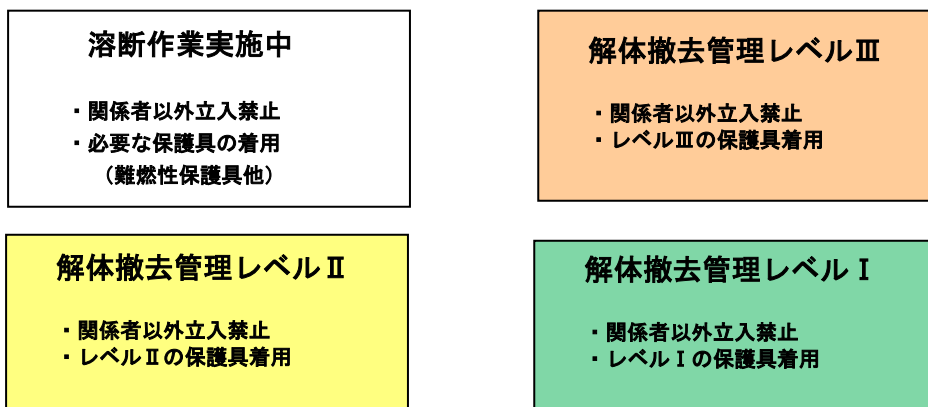 溶断作業実施中
・関係者以外立入禁止
・必要な保護具の着用
（難燃性保護具他）
解体撤去管理レベルⅢ
・関係者以外立入禁止
・レベルⅢの保護具着用
解体撤去管理レベルⅡ
・関係者以外立入禁止
・レベルⅡの保護具着用
解体撤去管理レベルⅠ
・関係者以外立入禁止
・レベルⅠの保護具着用